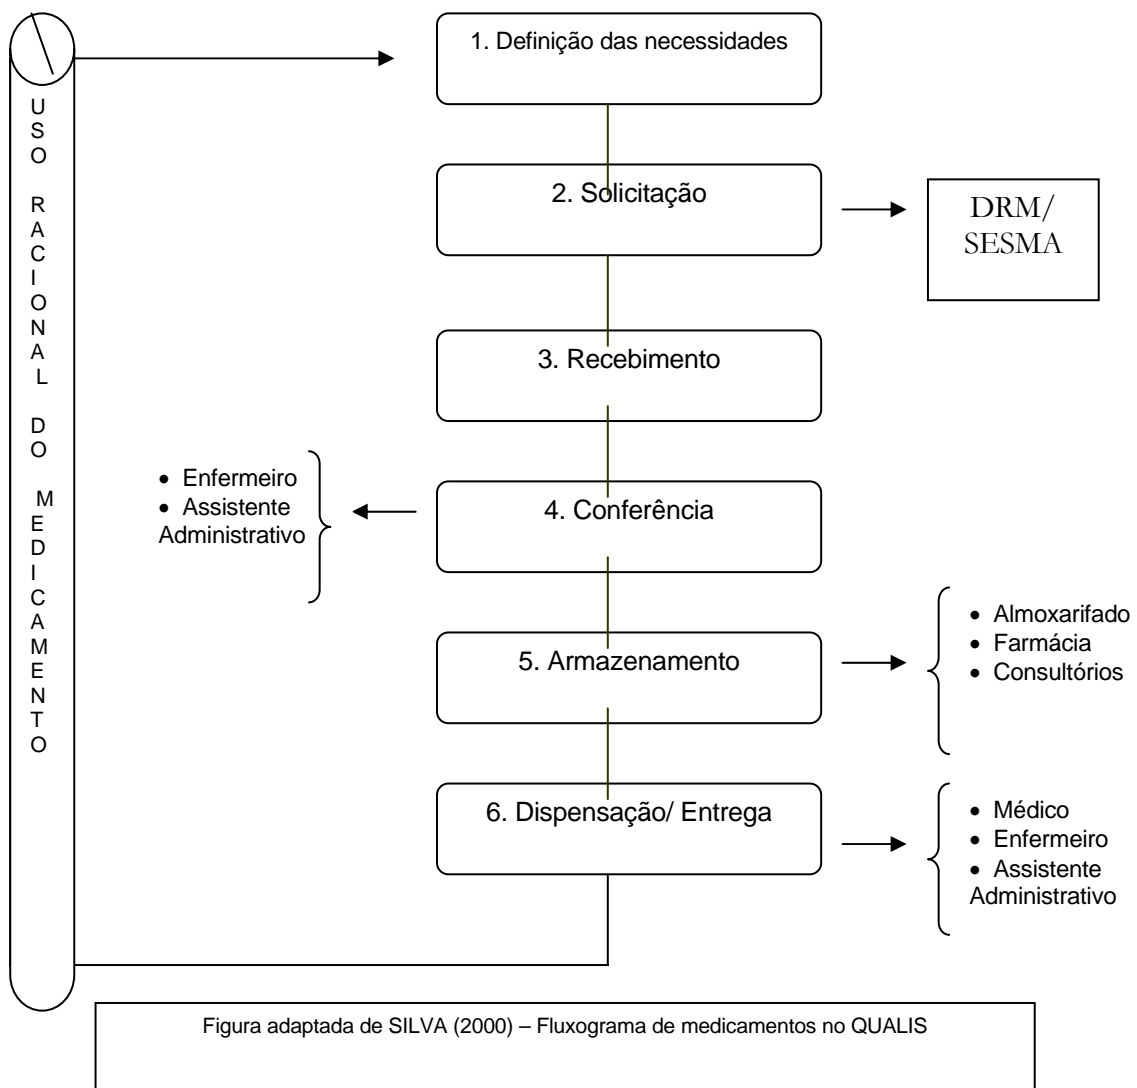 USO RACIONAL DO MEDICAMENTO
1. Definição das necessidades
2. Solicitação
DRM/
SESMA
3. Recebimento
• Enfermeiro
• Assistente
Administrativo
4. Conferência
5. Armazenamento
• Almoxarifado
• Farmácia
• Consultórios
6. Dispensação/ Entrega
• Médico
• Enfermeiro
• Assistente
Administrativo
Figura adaptada de SILVA (2000) – Fluxograma de medicamentos no QUALIS